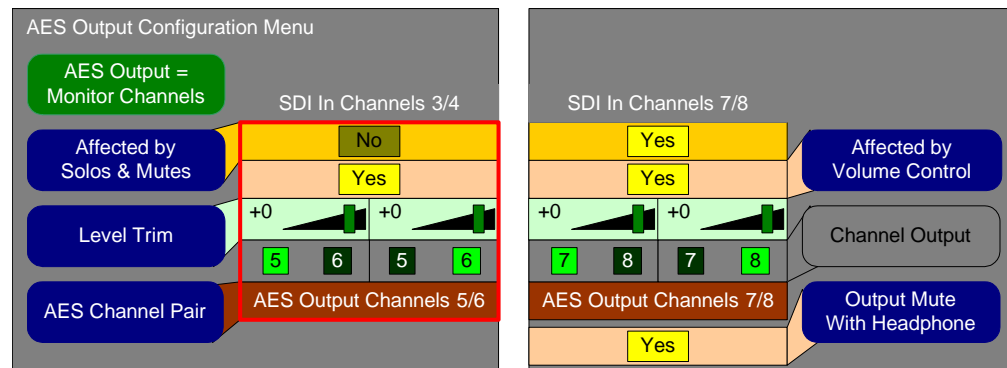 AES Output Configuration Menu
AES Output =
Monitor Channels
SDI In Channels 3/4
SDI In Channels 7/8
Affected by
Solos & Mutes
No
Yes
Affected by
Volume Control
Yes
Yes
Level Trim
+0
+0
+0
+0
Channel Output
5
6
5
6
7
8
7
8
AES Channel Pair
AES Output Channels 5/6
AES Output Channels 7/8
Output Mute
With Headphone
Yes